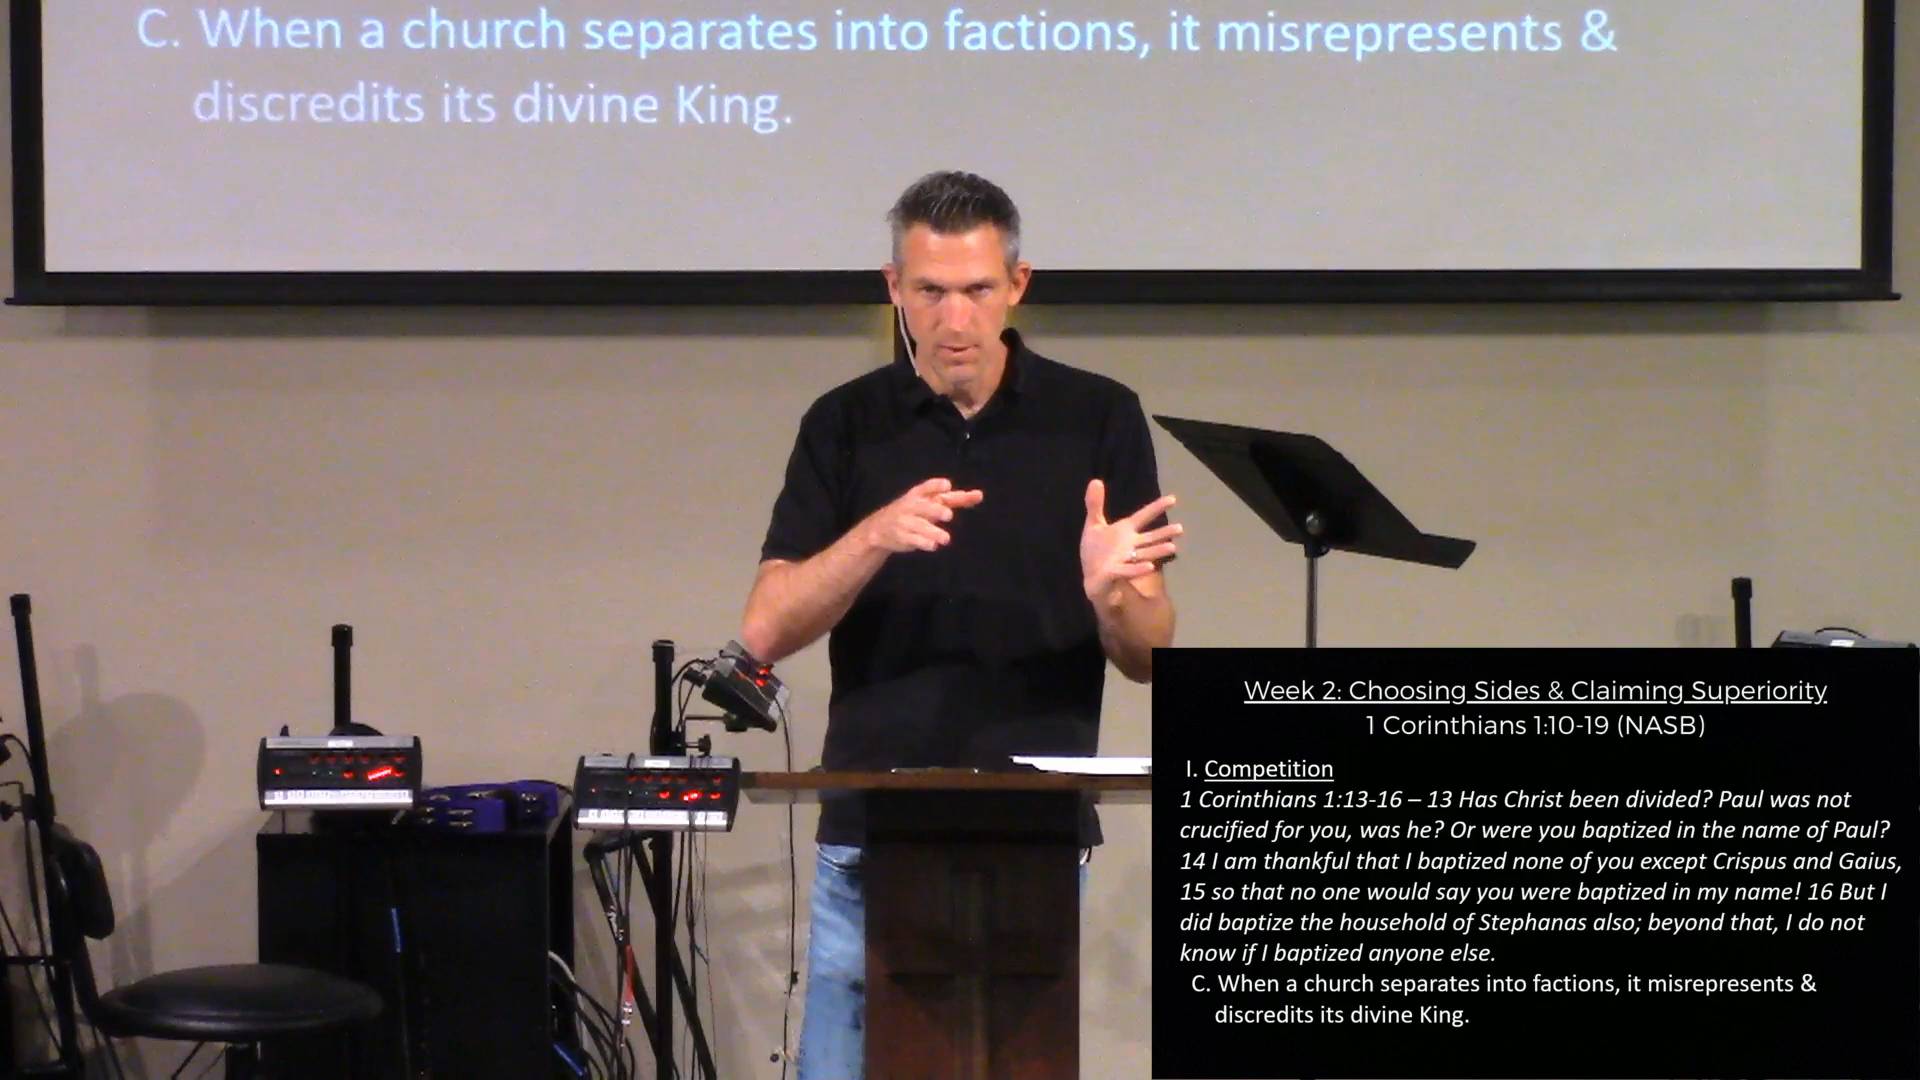 C. When a church separates into factions, it misrepresents &
discredits its divine King.
Week 2: Choosing Sides & Claiming Superiority
1 Corinthians 1:10-19 (NASB)
I. Competition
1 Corinthians 1:13-16 – 13 Has Christ been divided? Paul was not
crucified for you, was he? Or were you baptized in the name of Paul?
14 I am thankful that I baptized none of you except Crispus and Gaius,
15 so that no one would say you were baptized in my name! 16 But I
did baptize the household of Stephanas also; beyond that, I do not
know if I baptized anyone else.
C. When a church separates into factions, it misrepresents &
discredits its divine King.